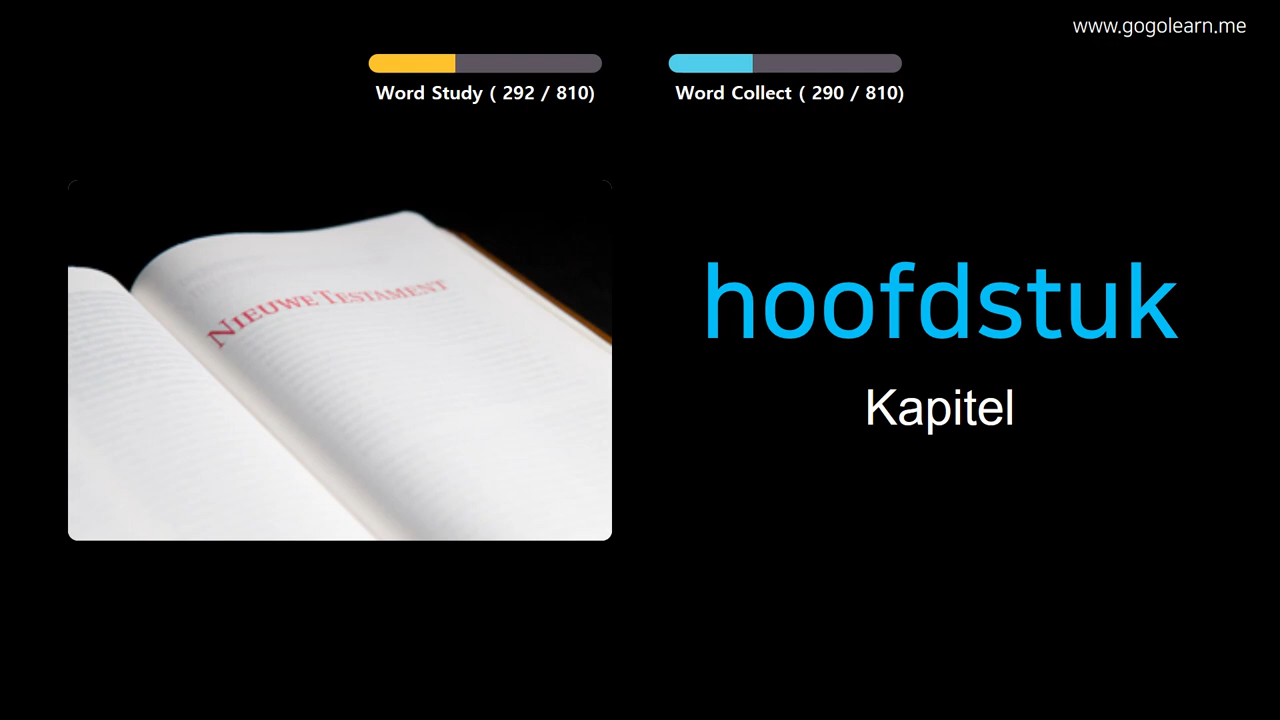 www.gogolearn.me
Word Study ( 292 / 810)
Word Collect ( 290 / 810)
NIEUWE TESTAMENT
hoofdstuk
Kapitel